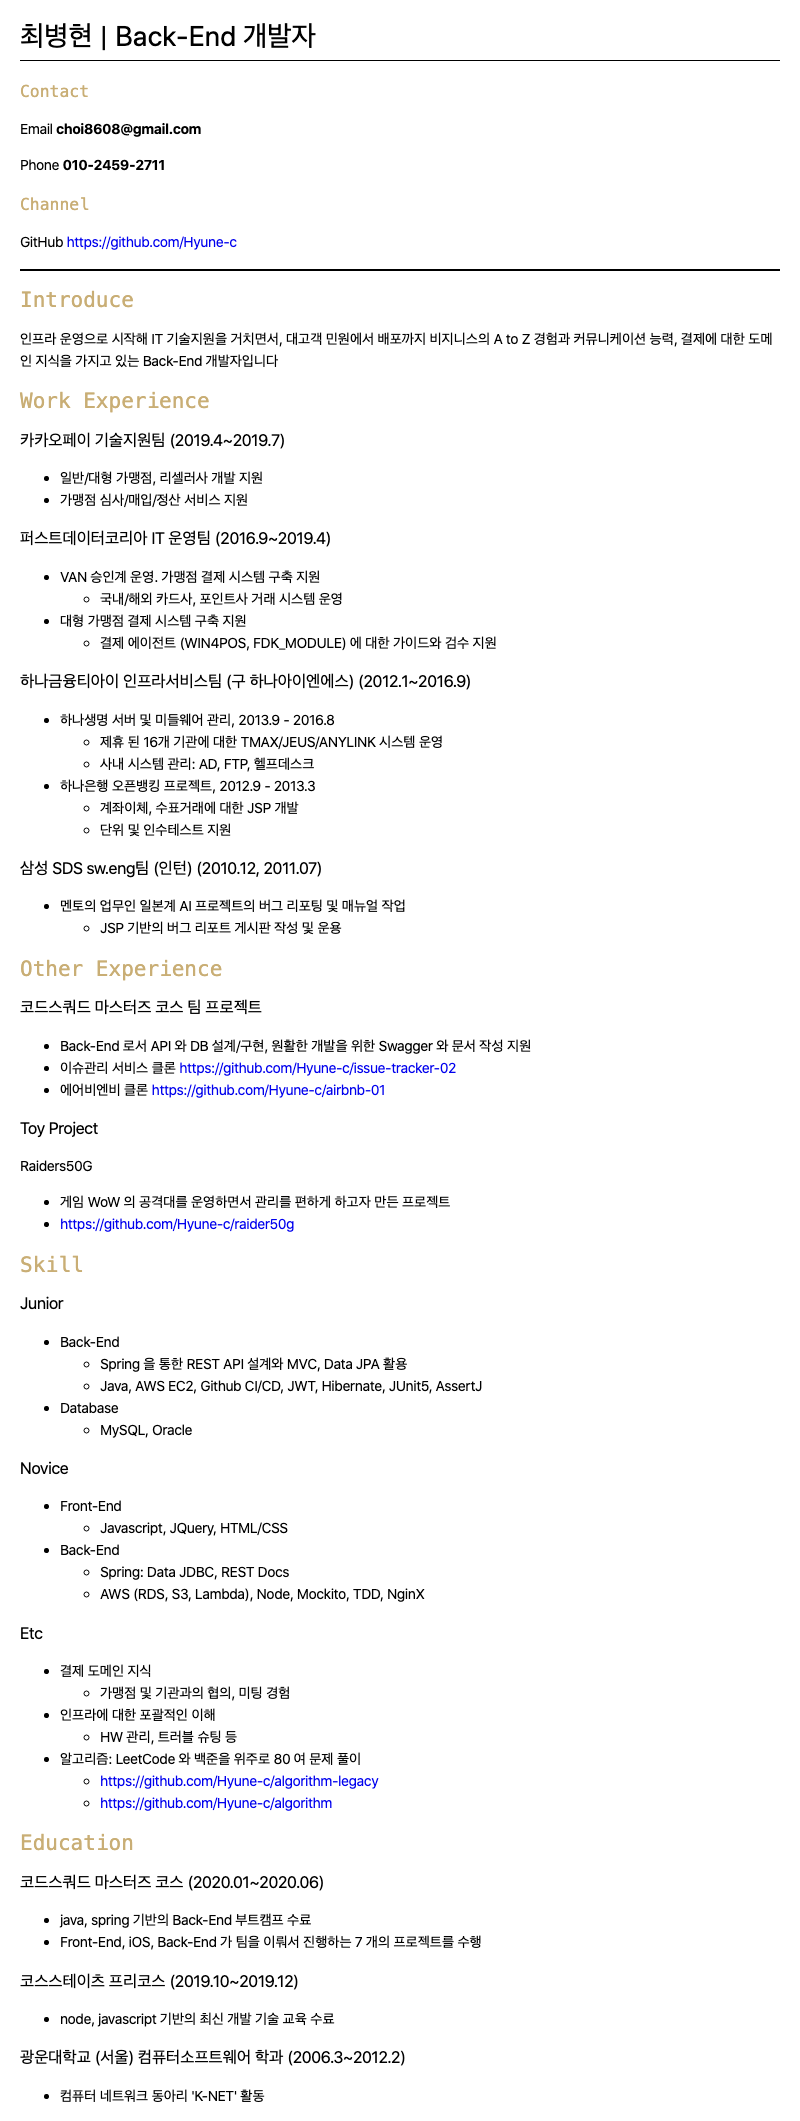 최병현 | Back-End 개발자
Contact
Email choi8608@gmail.com
Phone 010-2459-2711
Channel
GitHub https://github.com/Hyune-c
Introduce
인프라 운영으로 시작해 IT 기술지원을 거치면서, 대고객 민원에서 배포까지 비지니스의 A to Z 경험과 커뮤니케이션 능력, 결제에 대한 도메
인 지식을 가지고 있는 Back-End 개발자입니다
Work Experience
카카오페이 기술지원팀 (2019.4~2019.7)
• 일반/대형 가맹점, 리셀러사 개발 지원
• 가맹점 심사/매입/정산 서비스 지원
퍼스트데이터코리아 IT 운영팀 (2016.9~2019.4)
• VAN 승인계 운영. 가맹점 결제 시스템 구축 지원
◦ 국내/해외 카드사, 포인트사 거래 시스템 운영
• 대형 가맹점 결제 시스템 구축 지원
◦ 결제 에이전트 (WIN4POS, FDK_MODULE) 에 대한 가이드와 검수 지원
하나금융티아이 인프라서비스팀 (구 하나아이엔에스) (2012.1~2016.9)
• 하나생명 서버 및 미들웨어 관리, 2013.9 - 2016.8
◦ 제휴 된 16개 기관에 대한 TMAX/JEUS/ANYLINK 시스템 운영
◦ 사내 시스템 관리: AD, FTP, 헬프데스크
• 하나은행 오픈뱅킹 프로젝트, 2012.9 - 2013.3
◦ 계좌이체, 수표거래에 대한 JSP 개발
◦ 단위 및 인수테스트 지원
삼성 SDS sw.eng팀 (인턴) (2010.12, 2011.07)
• 멘토의 업무인 일본계 AI 프로젝트의 버그 리포팅 및 매뉴얼 작업
◦ JSP 기반의 버그 리포트 게시판 작성 및 운용
Other Experience
코드스쿼드 마스터즈 코스 팀 프로젝트
• Back-End 로서 API 와 DB 설계/구현, 원활한 개발을 위한 Swagger 와 문서 작성 지원
• 이슈관리 서비스 클론 https://github.com/Hyune-c/issue-tracker-02
• 에어비엔비 클론 https://github.com/Hyune-c/airbnb-01
Toy Project
Raiders50G
• 게임 WoW 의 공격대를 운영하면서 관리를 편하게 하고자 만든 프로젝트
• https://github.com/Hyune-c/raider50g
Skill
Junior
• Back-End
◦ Spring 을 통한 REST API 설계와 MVC, Data JPA 활용
◦ Java, AWS EC2, Github CI/CD, JWT, Hibernate, JUnit5, AssertJ
• Database
◦ MySQL, Oracle
Novice
• Front-End
◦ Javascript, JQuery, HTML/CSS
• Back-End
◦ Spring: Data JDBC, REST Docs
◦ AWS (RDS, S3, Lambda), Node, Mockito, TDD, NginX
Etc
• 결제 도메인 지식
◦ 가맹점 및 기관과의 협의, 미팅 경험
• 인프라에 대한 포괄적인 이해
◦ HW 관리, 트러블 슈팅 등
• 알고리즘: LeetCode 와 백준을 위주로 80 여 문제 풀이
◦ https://github.com/Hyune-c/algorithm-legacy
◦ https://github.com/Hyune-c/algorithm
Education
코드스쿼드 마스터즈 코스 (2020.01~2020.06)
• java, spring 기반의 Back-End 부트캠프 수료
• Front-End, iOS, Back-End 가 팀을 이뤄서 진행하는 7 개의 프로젝트를 수행
코스스테이츠 프리코스 (2019.10~2019.12)
• node, javascript 기반의 최신 개발 기술 교육 수료
광운대학교 (서울) 컴퓨터소프트웨어 학과 (2006.3~2012.2)
• 컴퓨터 네트워크 동아리 'K-NET' 활동